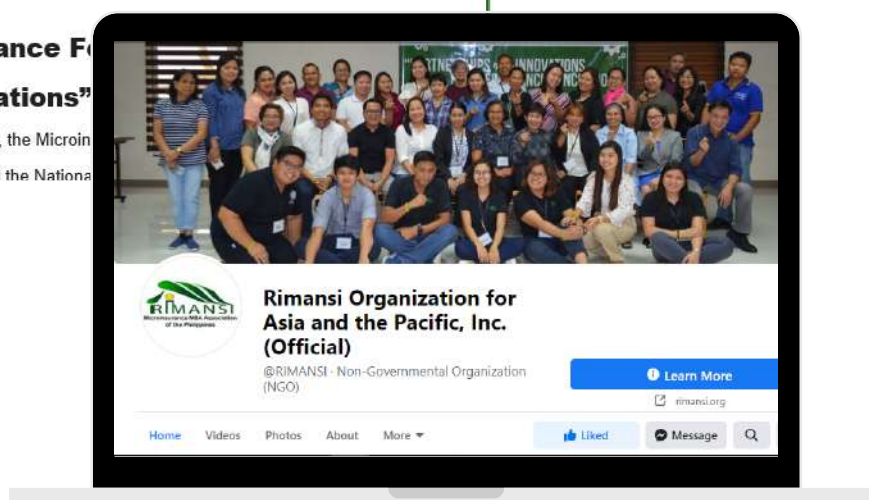 ance F
ations”
, the Microin
the Nationa
INNOVATIONS
RIMANSI
Microinsurance MBA Association
of the Philippines
Rimansi Organization for
Asia and the Pacific, Inc.
(Official)
@RIMANSI · Non-Governmental Organization
(NGO)
Learn More
rimansi.org
Home Videos Photos About More
Liked Message